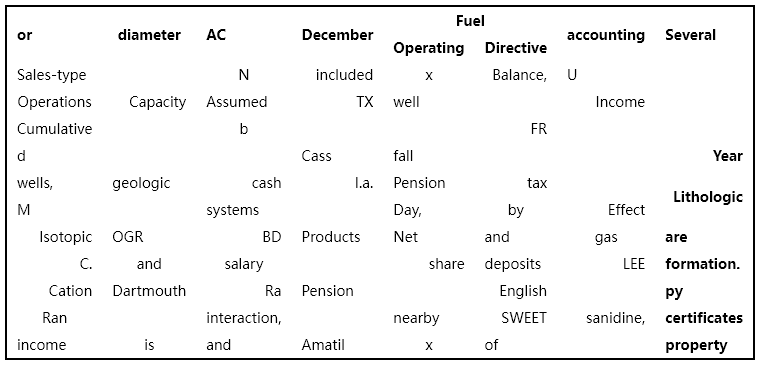 Fuel
or diameter AC December Operating Directive accounting Several
Sales-type N included x Balance, U
Operations Capacity Assumed TX well Income
Cumulative b FR
d Cass fall Year
wells, geologic cash I.a. Pension tax Lithologic
M systems Day, by Effect
Isotopic OGR BD Products Net and gas are
C. and salary share deposits LEE formation.
Cation Dartmouth Ra Pension English py
Ran interaction, nearby SWEET sanidine, certificates
income is and Amatil x of property